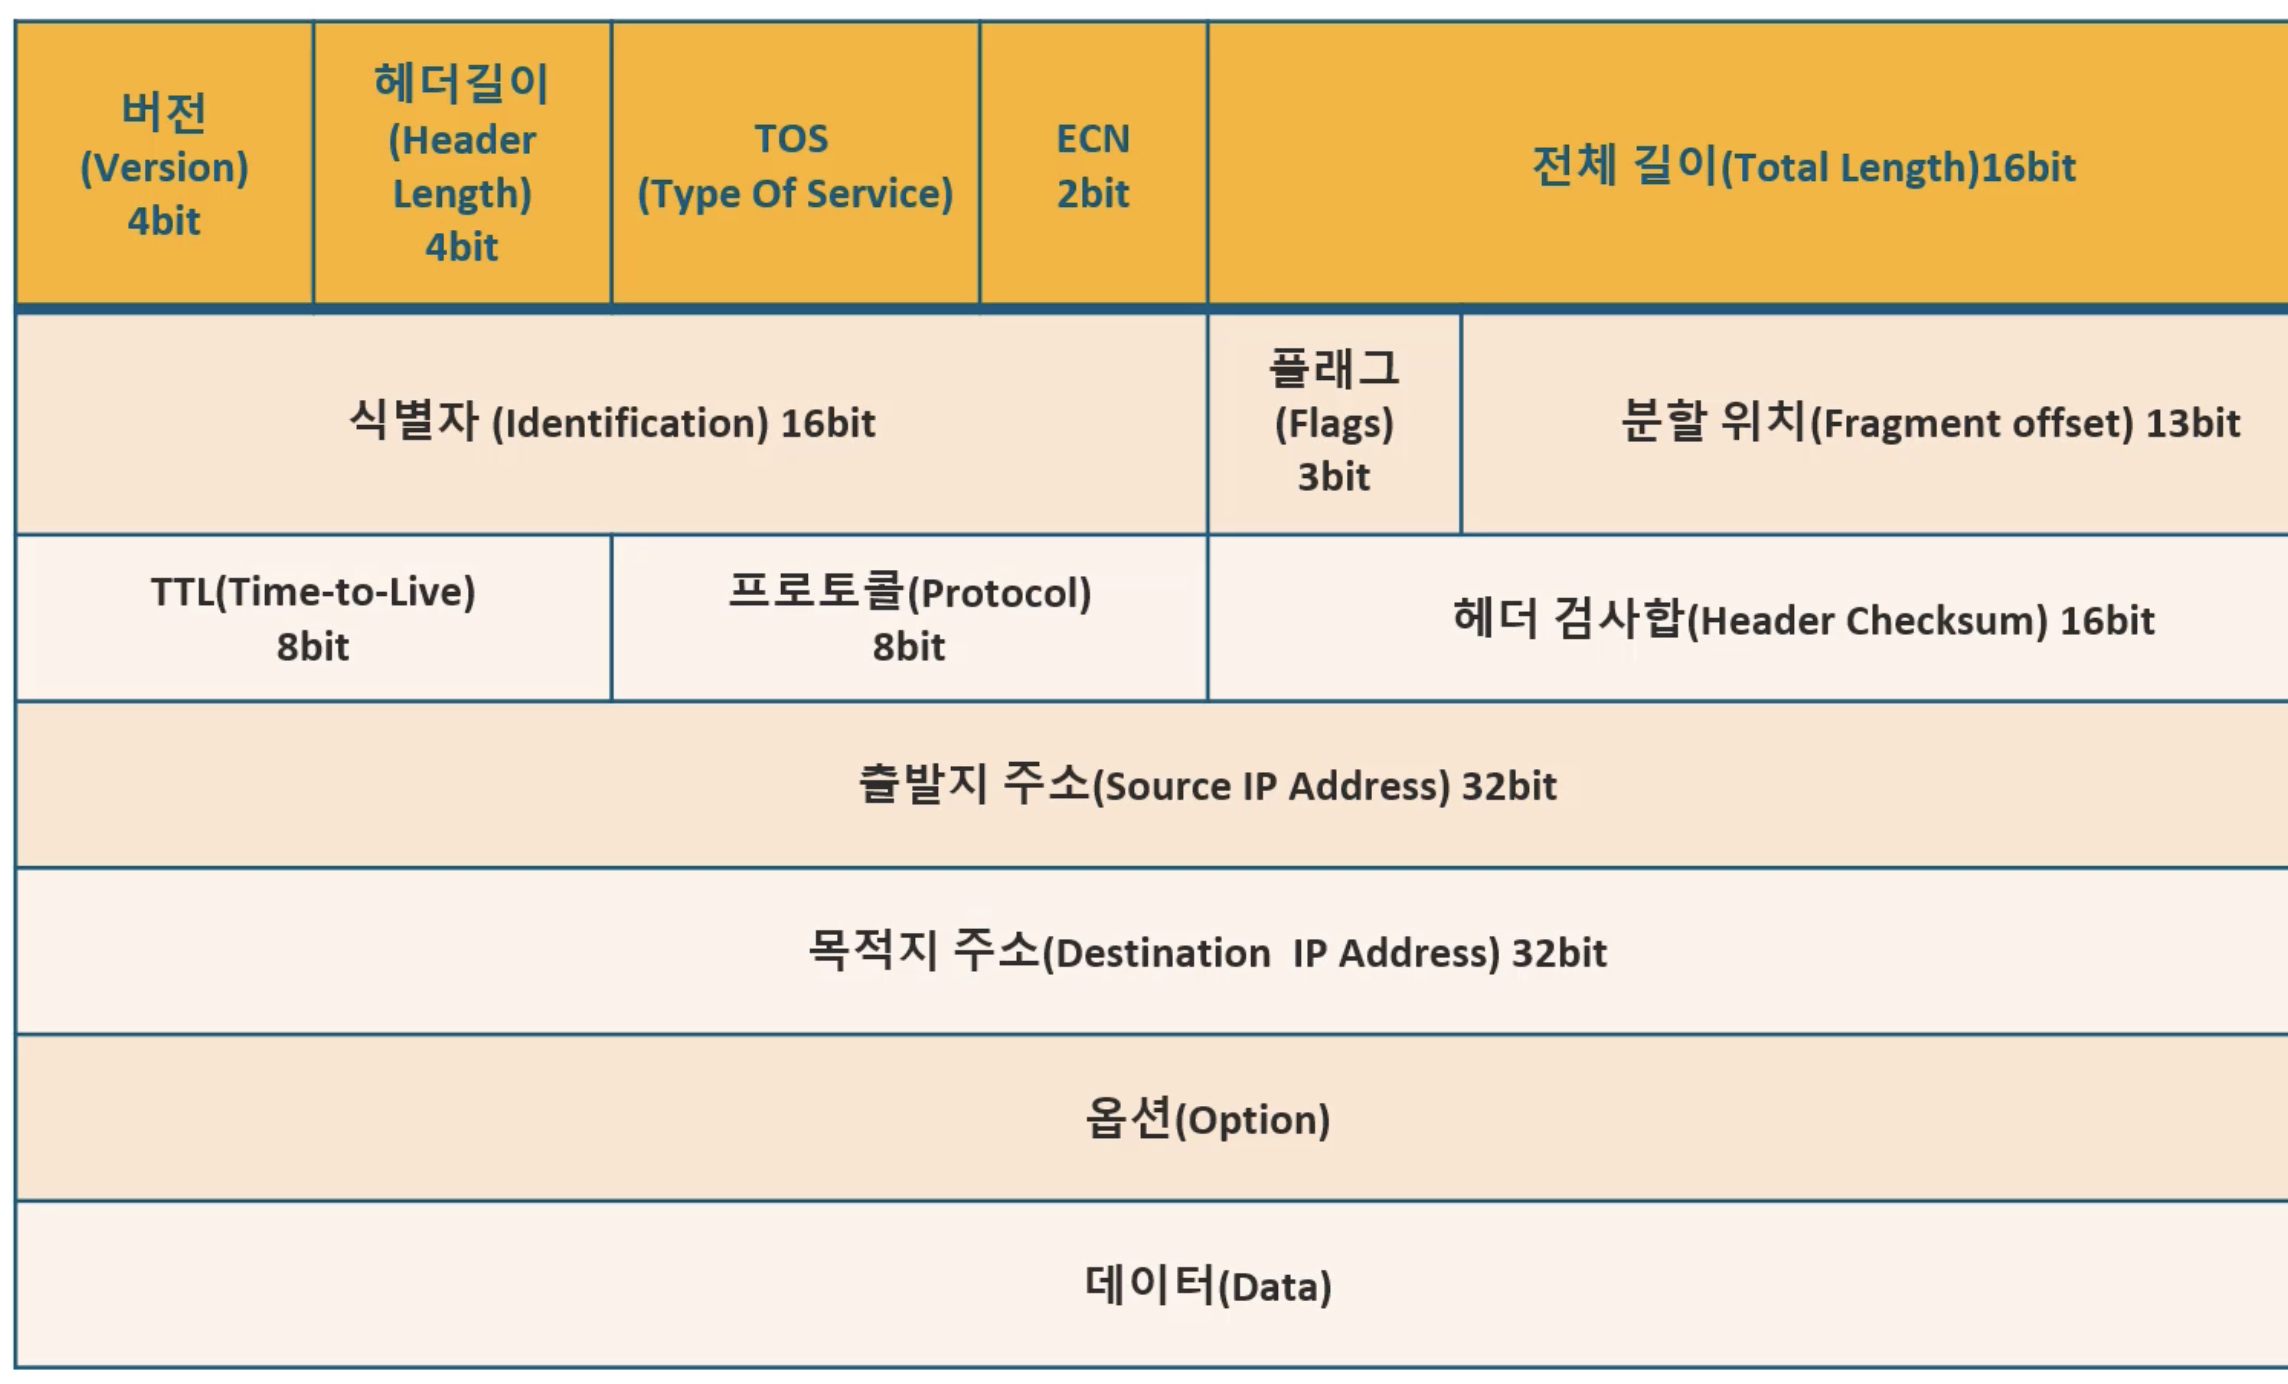 버전
(Version)
4bit
헤더길이
(Header
Length)
4bit
TOS
(Type Of Service)
ECN
2bit
전체 길이(Total Length)16bit
식별자 (Identification) 16bit
플래그
(Flags)
3bit
분할 위치(Fragment offset) 13bit
TTL(Time-to-Live)
8bit
프로토콜(Protocol)
8bit
헤더 검사합(Header Checksum) 16bit
출발지 주소(Source IP Address) 32bit
목적지 주소(Destination  IP Address) 32bit
옵션(Option)
데이터(Data)